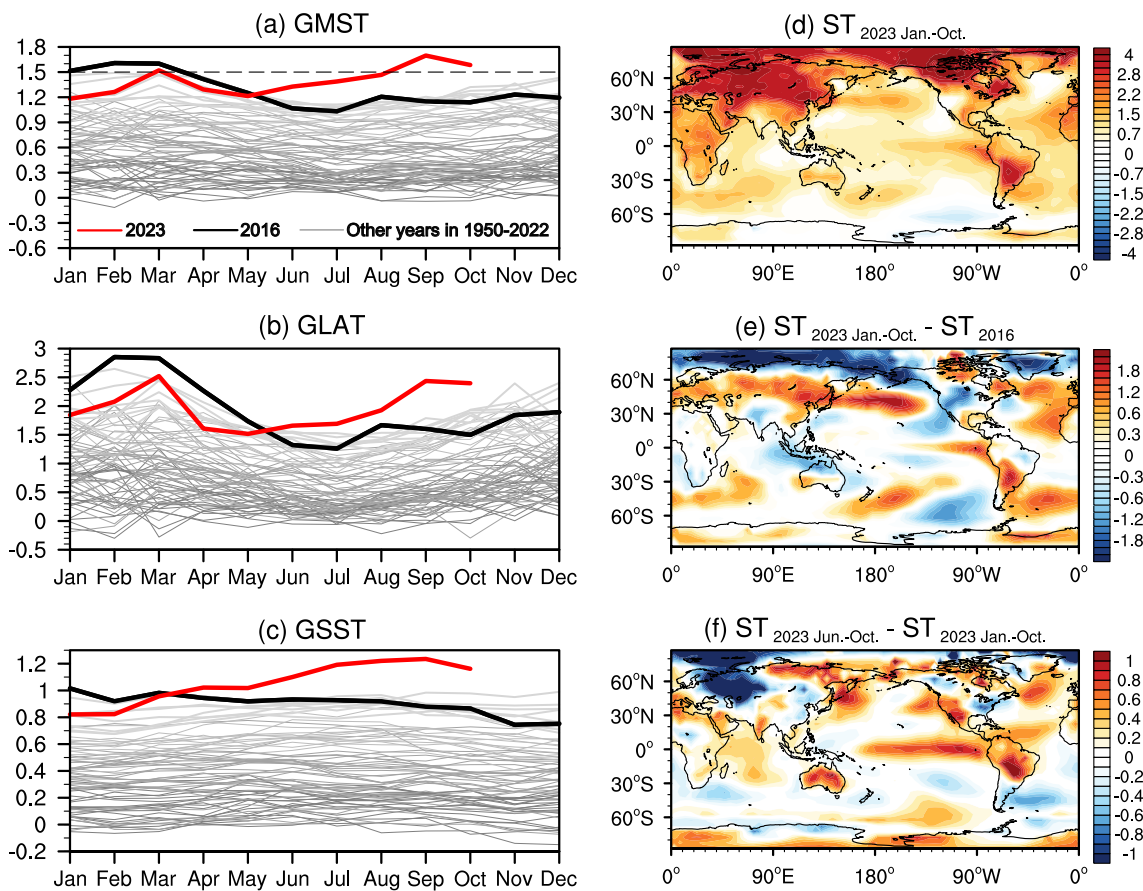 (a) GMST
1.8
1.5
1.2
0.9
0.6
0.3
0
-0.3
-0.6
2023
2016
Other years in 1950-2022
Jan Feb Mar Apr May Jun Jul Aug Sep Oct Nov Dec
(b) GLAT
3
2.5
2
1.5
1
0.5
0
-0.5
Jan Feb Mar Apr May Jun Jul Aug Sep Oct Nov Dec
(c) GSST
1.2
1
0.8
0.6
0.4
0.2
0
-0.2
Jan Feb Mar Apr May Jun Jul Aug Sep Oct Nov Dec
(d) ST 2023 Jan.-Oct.
60°N
30°N
0°
30°S
60°S
0° 90°E 180° 90°W 0°
4
2.8
2.2
1.5
0.7
0
-0.7
-1.5
-2.2
-2.8
-4
(e) ST 2023 Jan.-Oct. - ST 2016
60°N
30°N
0°
30°S
60°S
0° 90°E 180° 90°W 0°
1.8
1.2
0.9
0.6
0.3
0
-0.3
-0.6
-0.9
-1.2
-1.8
(f) ST 2023 Jun.-Oct. - ST 2023 Jan.-Oct.
60°N
30°N
0°
30°S
60°S
0° 90°E 180° 90°W 0°
1
0.8
0.6
0.4
0.2
0
-0.2
-0.4
-0.6
-0.8
-1